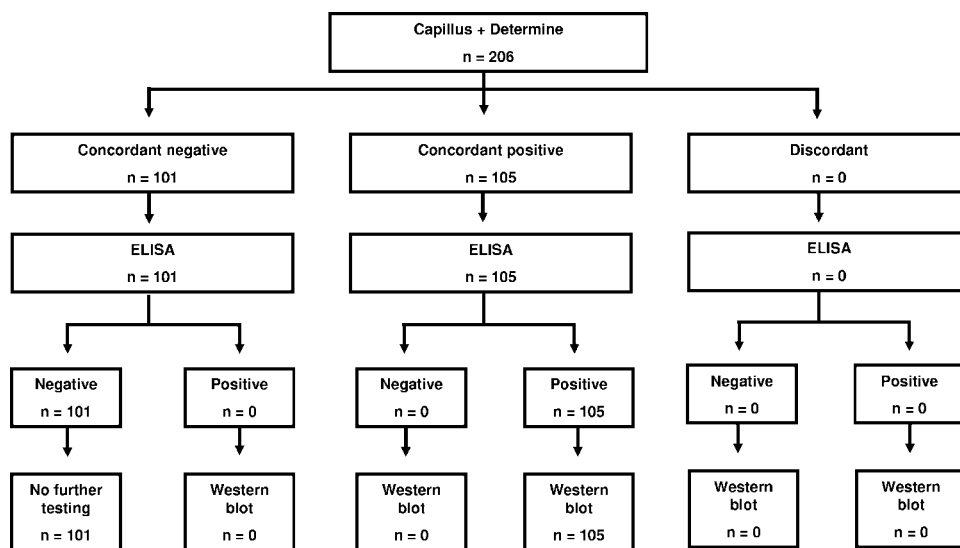 Capillus + Determine
n = 206
Concordant negative
n = 101
Concordant positive
n = 105
Discordant
n = 0
ELISA
n = 101
ELISA
n = 105
ELISA
n = 0
Negative
n = 101
Positive
n = 0
Negative
n = 0
Positive
n = 105
Negative
n = 0
Positive
n = 0
No further
testing
n = 101
Western
blot
n = 0
Western
blot
n = 0
Western
blot
n = 105
Western
blot
n = 0
Western
blot
n = 0